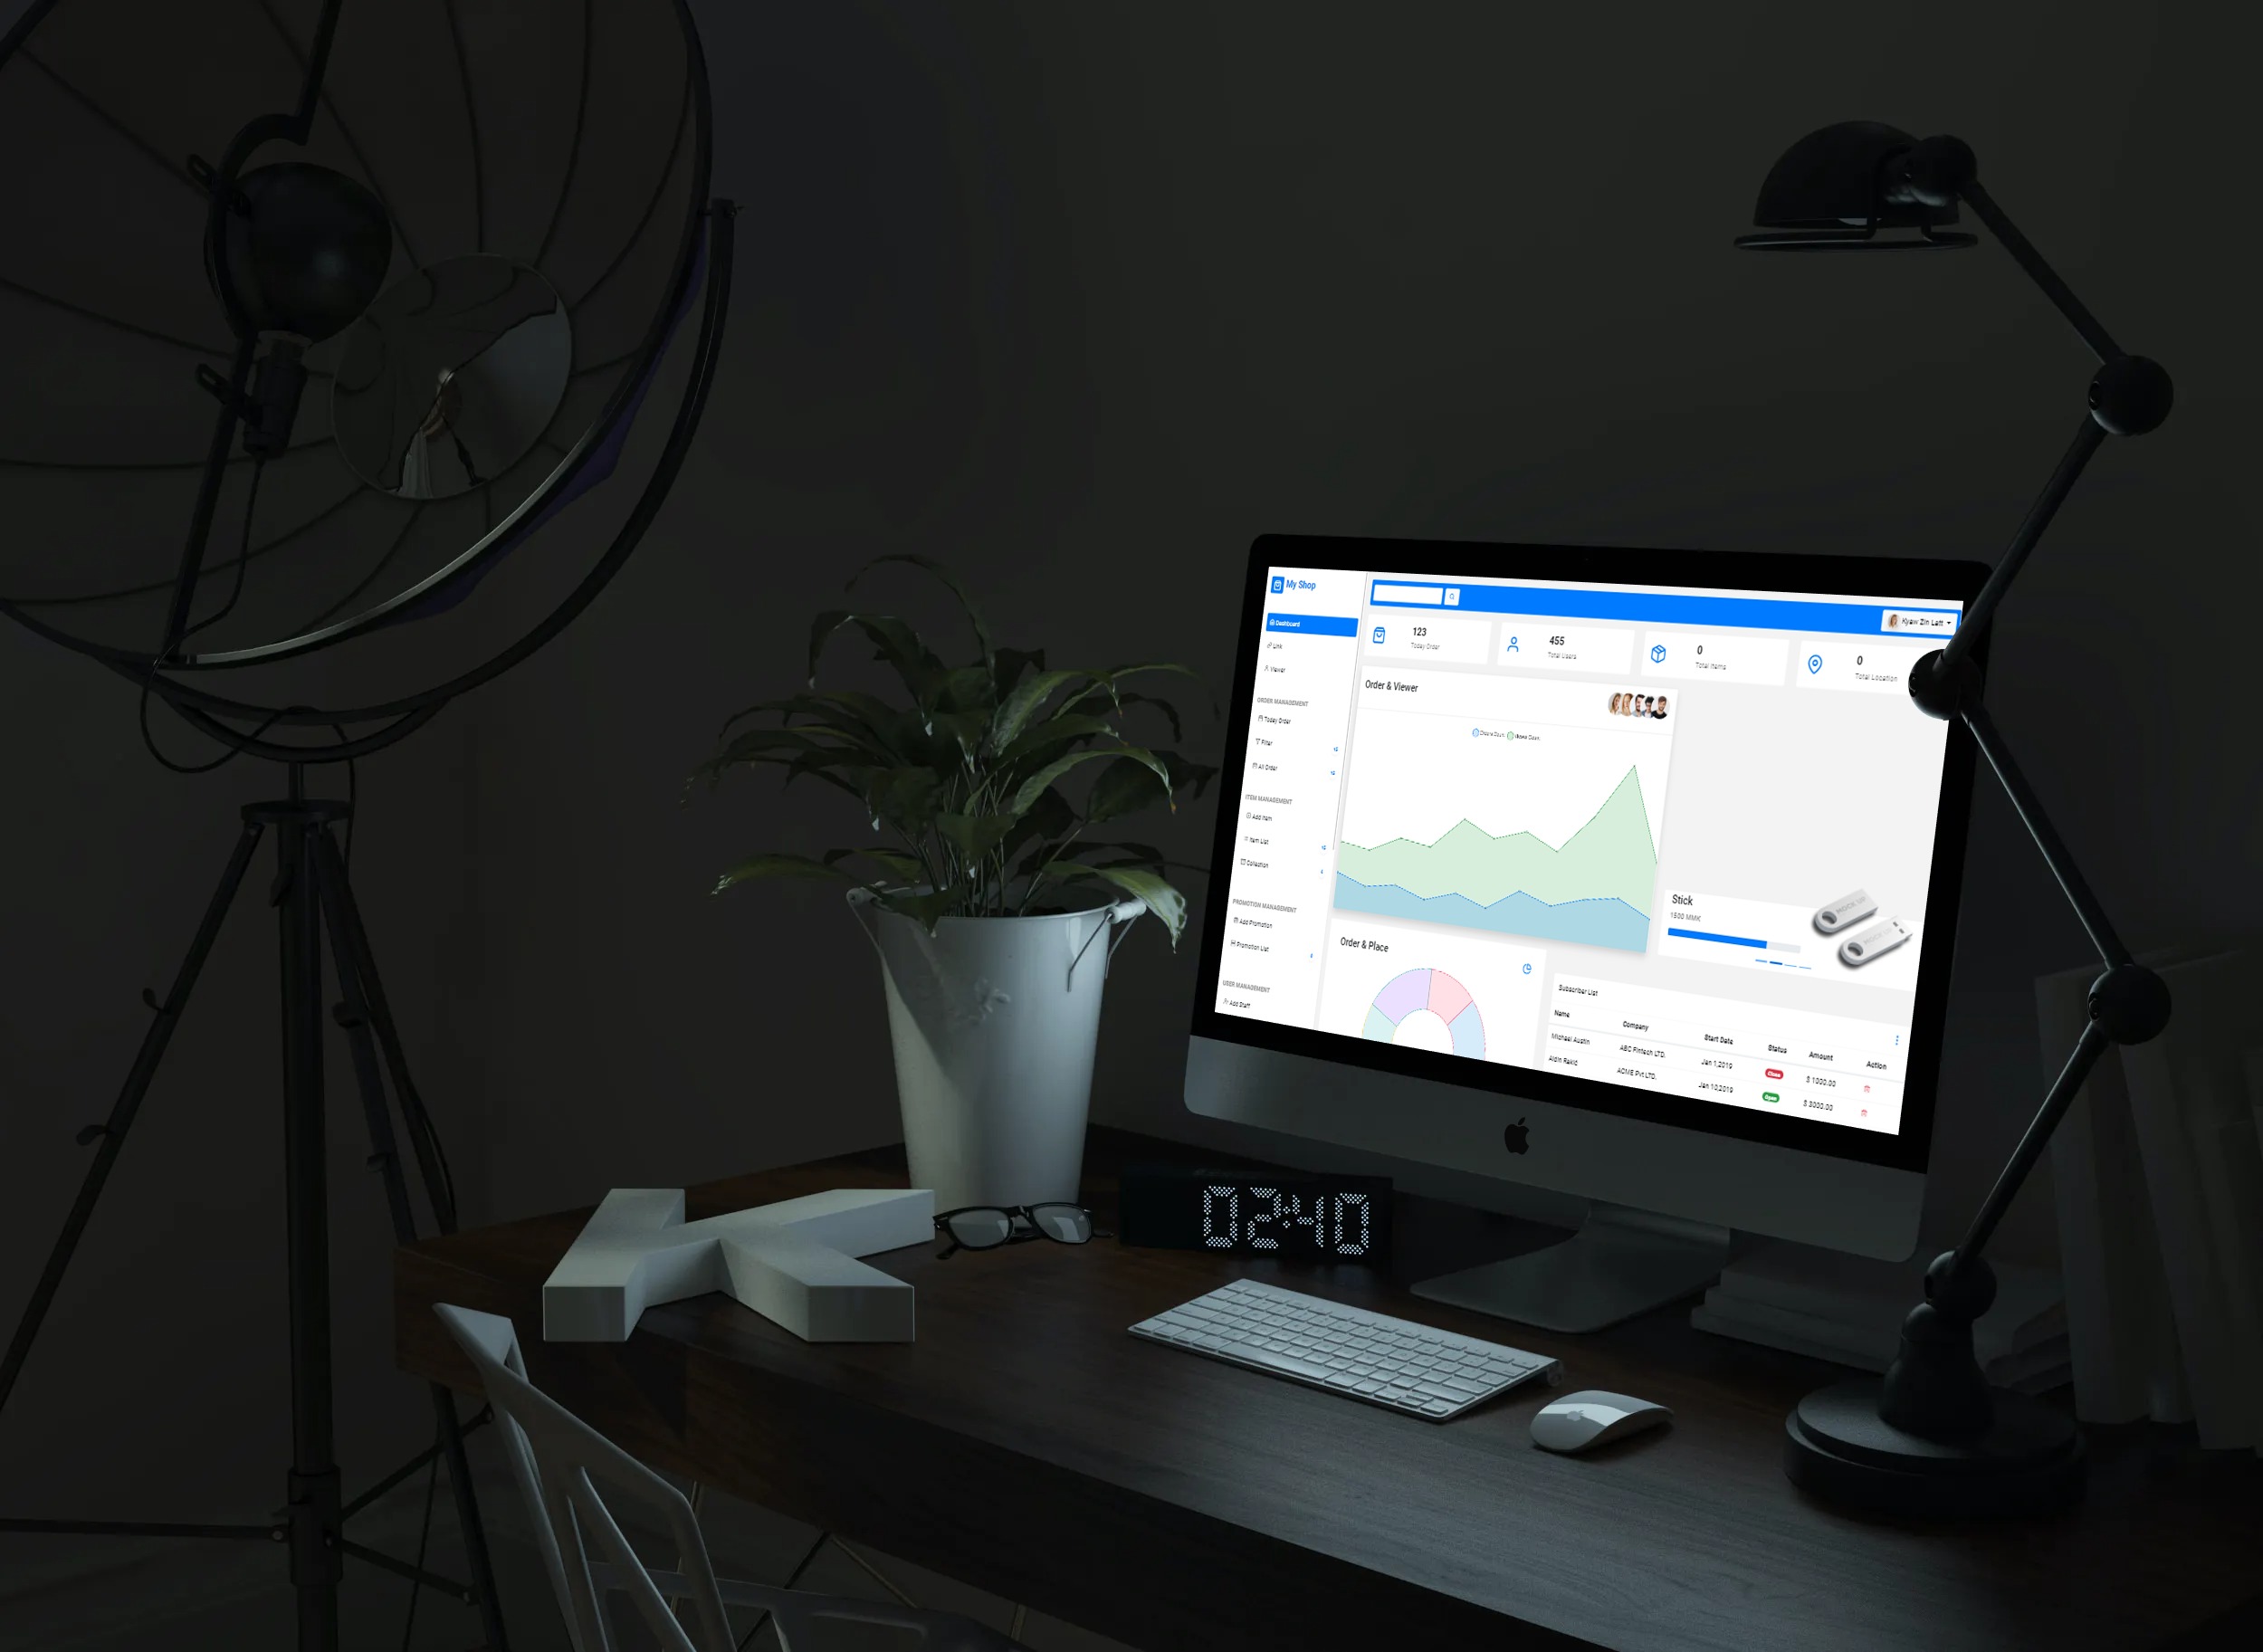 My Shop
Kyaw Zin Latt
Dashboard
Link
Viewer
ORDER MANAGEMENT
Today Order
Filter
All Order
ITEM MANAGEMENT
Add Item
Item List
Collection
PROMOTION MANAGEMENT
Add Promotion
Promotion List
USER MANAGEMENT
Add Staff
123
Today Order
455
Total Users
0
Total Items
0
Total Location
Order & Viewer
Stick
1500 MMK
Order & Place
Subscriber List
Name Company Start Date Status Amount Action
Michael Austin ABC Fintech LTD. Jan 1,2019 Close $ 1000.00
Aldin Rakić ACME Pvt LTD. Jan 10,2019 Open $ 3000.00
02:40